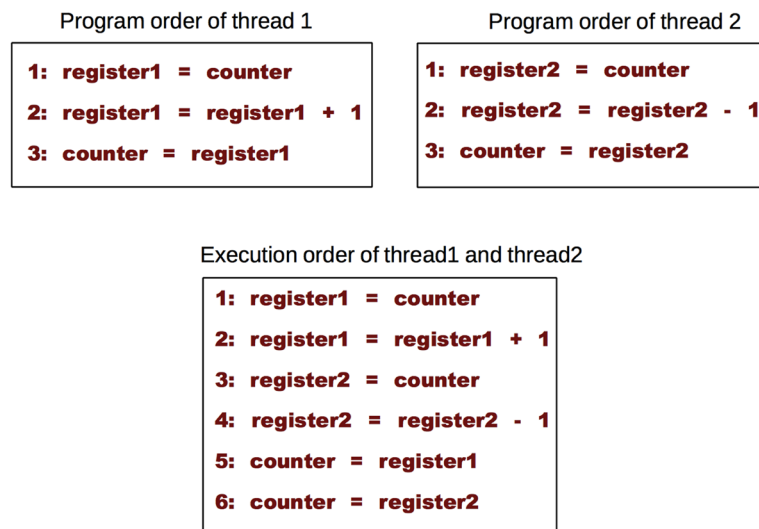 Program order of thread 1
1: register1 = counter
2: register1 = register1 + 1
3: counter = register1
Program order of thread 2
1: register2 = counter
2: register2 = register2 - 1
3: counter = register2
Execution order of thread1 and thread2
1: register1 = counter
2: register1 = register1 + 1
3: register2 = counter
4: register2 = register2 - 1
5: counter = register1
6: counter = register2